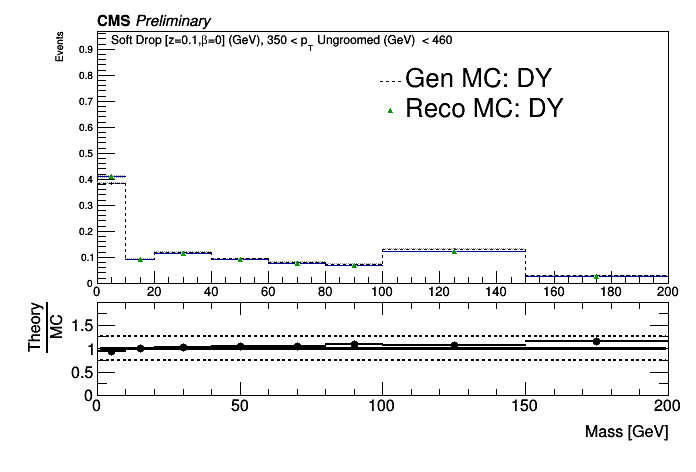 CMS Preliminary
Events
Soft Drop [z=0.1,β=0] (GeV), 350 < pT Ungroomed (GeV) < 460
Gen MC: DY
Reco MC: DY
0.9
0.8
0.7
0.6
0.5
0.4
0.3
0.2
0.1
0
0 20 40 60 80 100 120 140 160 180 200
Theory
MC
1.5
1
0.5
0
0 50 100 150 200
Mass [GeV]